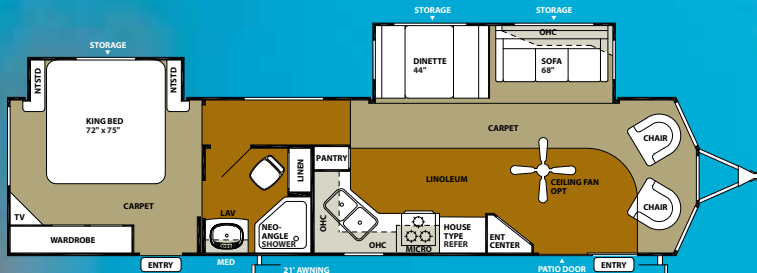 STORAGE
STORAGE
OHC
NTSTD
NTSTD
DINETTE
44"
SOFA
68"
KING BED
72" x 75"
CARPET
CHAIR
PANTRY
LINEN
LINOLEUM
CEILING FAN
OPT
CHAIR
CARPET
TV
LAV
NEO-
ANGLE
SHOWER
OHC
HOUSE
TYPE
REFER
ENT
CENTER
WARDROBE
OHC
MICRO
ENTRY
MED
21' AWNING
PATIO DOOR
ENTRY